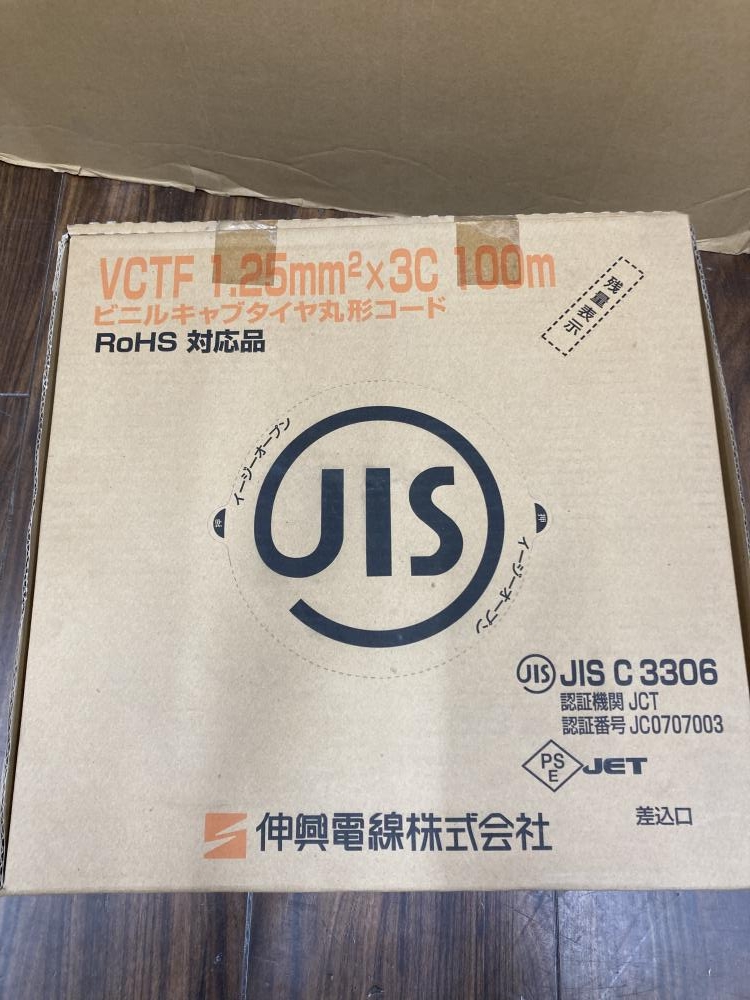 VCTF 1.25mm²×3C 100m
ビニルキャブタイヤ丸形コード
RoHS 対応品
残量表示
イージーオープン
JIS
押
押
イージーオープン
JIS JIS C 3306
認証機関 JCT
認証番号 JC0707003
PS
E
JET
差込口
伸興電線株式会社